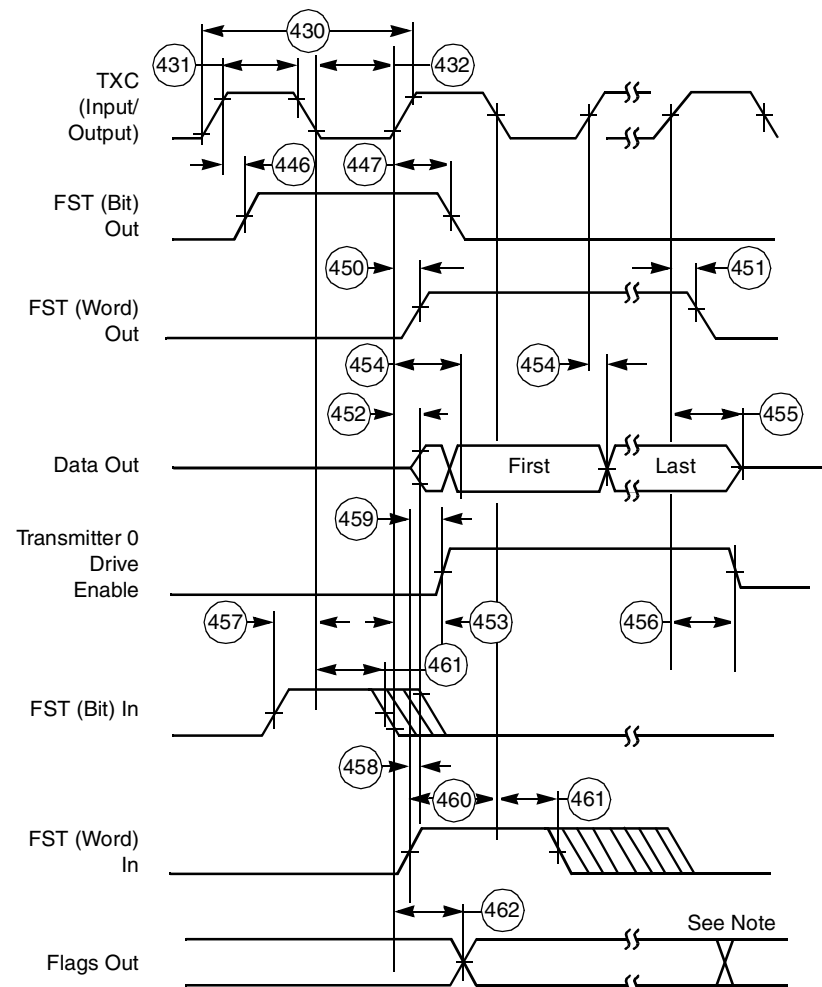 430
431
432
TXC
(Input/
Output)
446
447
FST (Bit)
Out
450
451
FST (Word)
Out
454
454
452
455
Data Out
First
Last
459
Transmitter 0
Drive
Enable
457
453
456
461
FST (Bit) In
458
460
461
FST (Word)
In
462
See Note
Flags Out